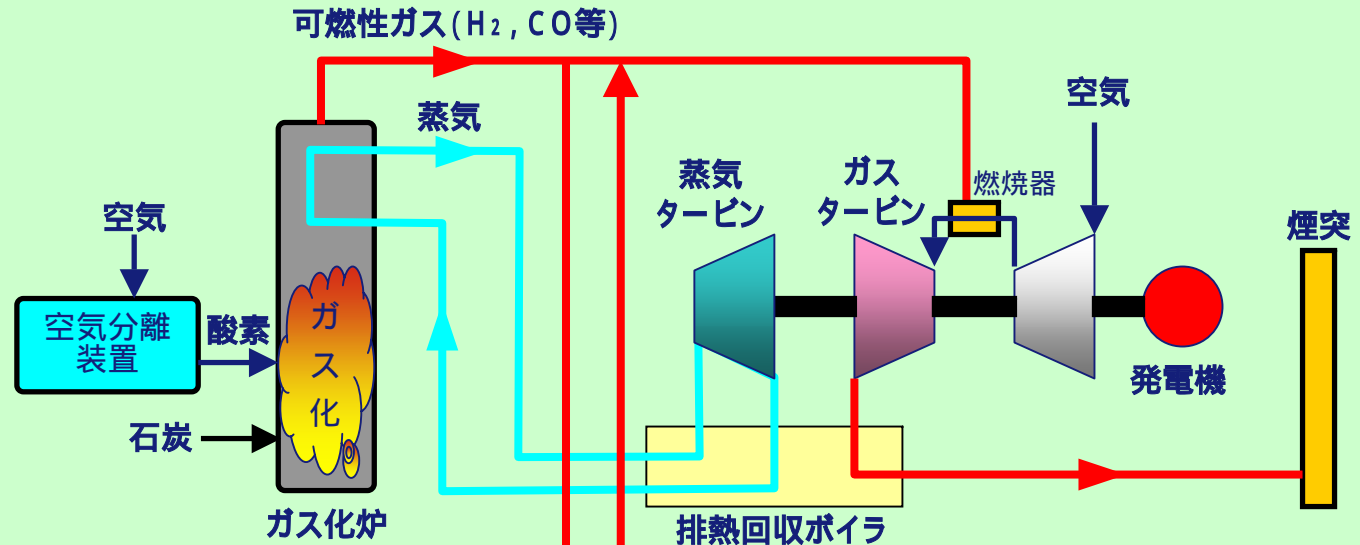 可燃性ガス(H₂,CO等)
蒸気
空気
蒸気
タービン
ガス
タービン
燃焼器
空気
煙突
空気分離
装置
酸素
ガ
ス
化
石炭
発電機
ガス化炉
排熱回収ボイラ